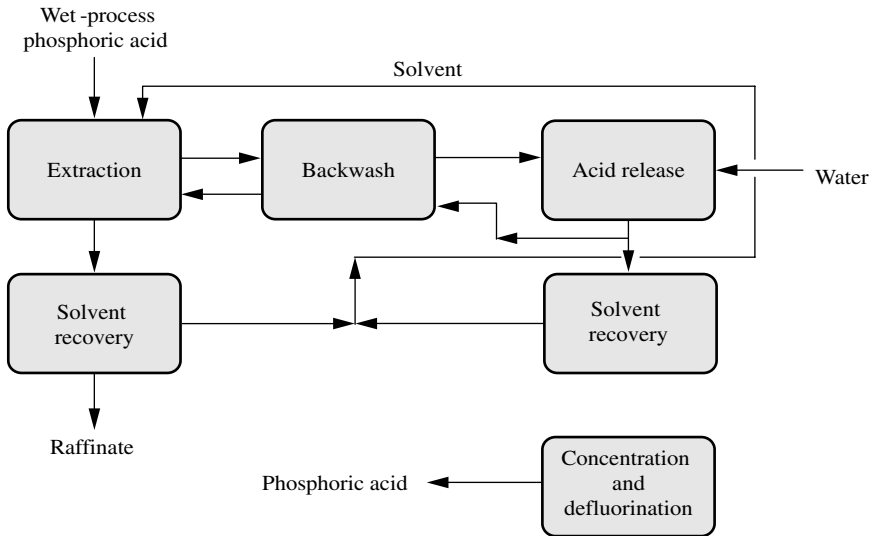 Wet -process
phosphoric acid
Solvent
Extraction
Backwash
Acid release
Water
Solvent
recovery
Solvent
recovery
Raffinate
Phosphoric acid
Concentration
and
defluorination